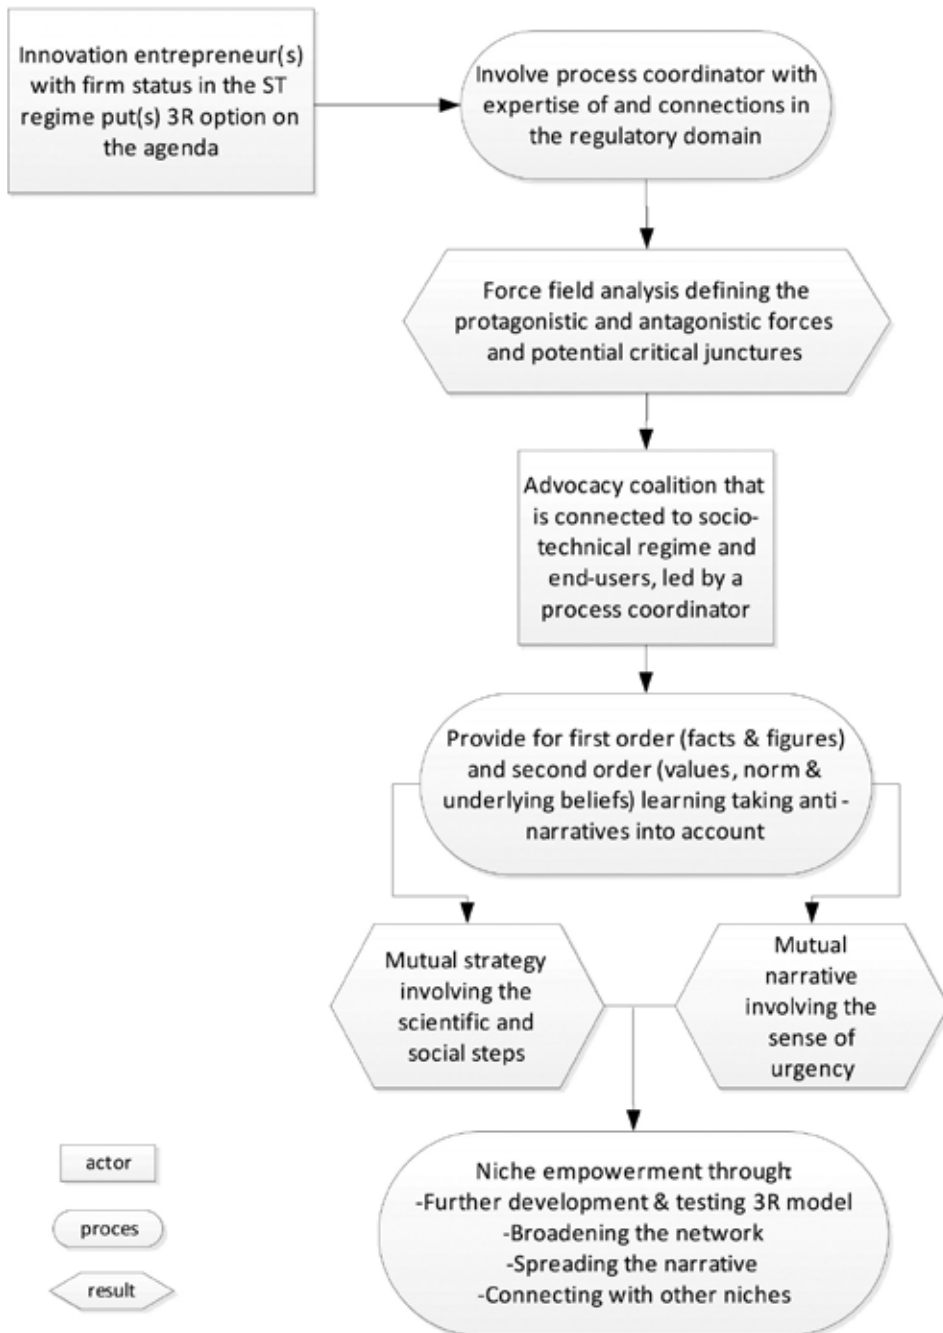 Innovation entrepreneur(s)
with firm status in the ST
regime put(s) 3R option on
the agenda
Involve process coordinator with
expertise of and connections in
the regulatory domain
Force field analysis defining the
protagonistic and antagonistic forces
and potential critical junctures
Advocacy coalition that
is connected to socio-
technical regime and
end-users, led by a
process coordinator
Provide for first order (facts & figures)
and second order (values, norm &
underlying beliefs) learning taking anti-
narratives into account
Mutual strategy
involving the
scientific and
social steps
Mutual
narrative
involving the
sense of
urgency
Niche empowerment through:
-Further development & testing 3R model
-Broadening the network
-Spreading the narrative
-Connecting with other niches
actor
proces
result